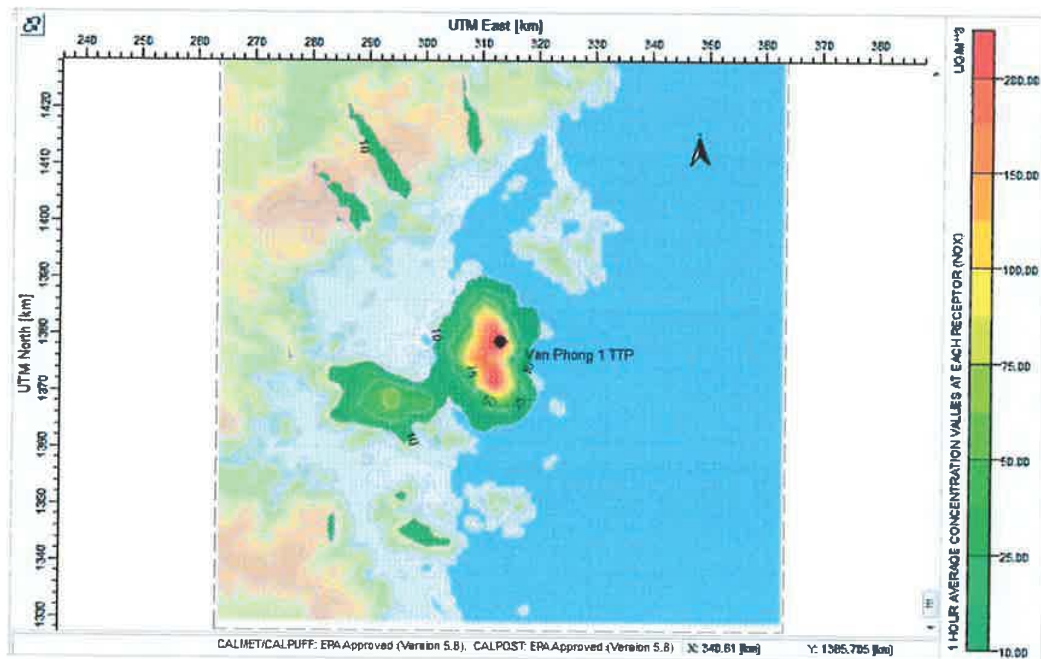 UTM East [km]
240 250 260 270 280 290 300 310 320 330 340 350 360 370 380
UTM North [km]
1420
1410
1400
1390
1380
1370
1360
1350
1340
1330
10
10
10
Van Phong 1 TTP
1 HOUR AVERAGE CONCENTRATION VALUES AT EACH RECEPTOR (NOX)
UG/M**3
200.00
150.00
100.00
75.00
50.00
25.00
10.00
CALMET/CALPUFF: EPA Approved (Version 5.8), CALPOST: EPA Approved (Version 5.8)
X: 340.61 [km] Y: 1385.705 [km]